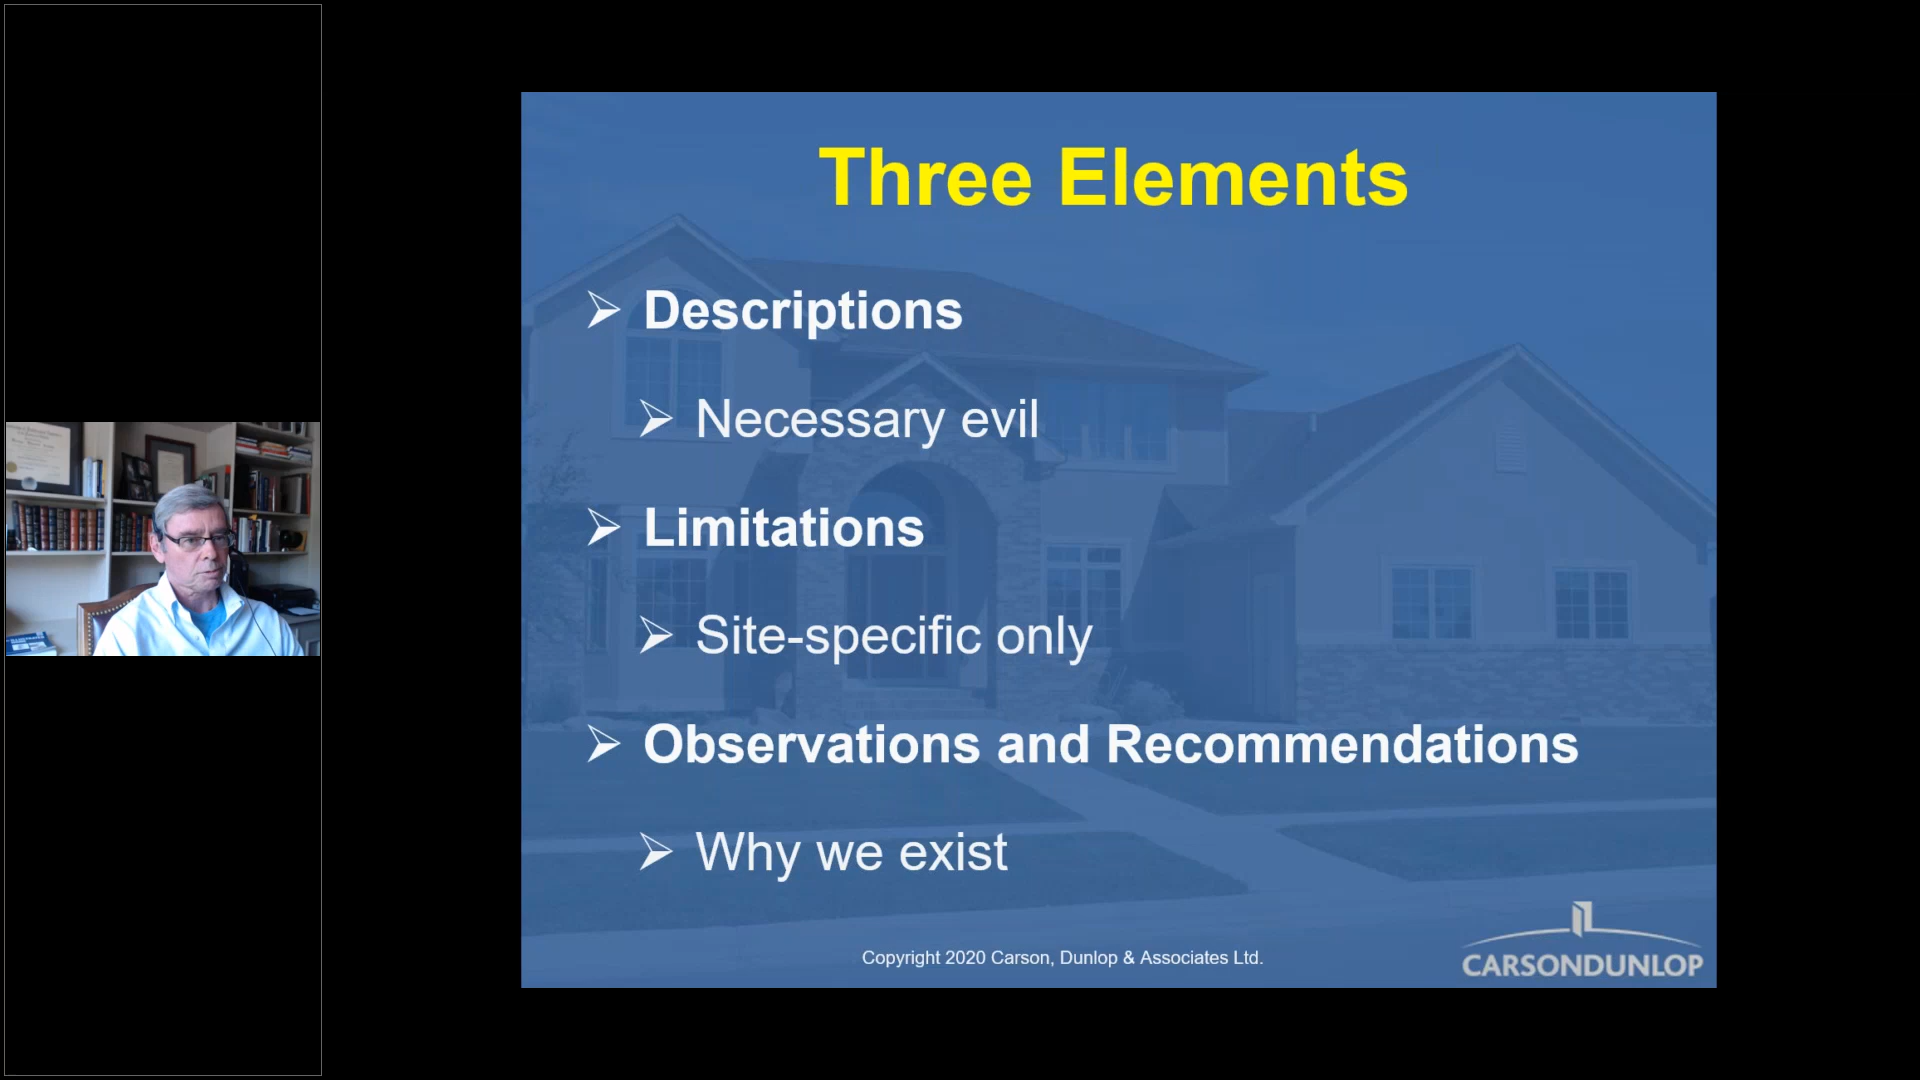 Three Elements
➢ Descriptions
➢ Necessary evil
➢ Limitations
➢ Site-specific only
➢ Observations and Recommendations
➢ Why we exist
Copyright 2020 Carson, Dunlop & Associates Ltd.
CARSONDUNLOP